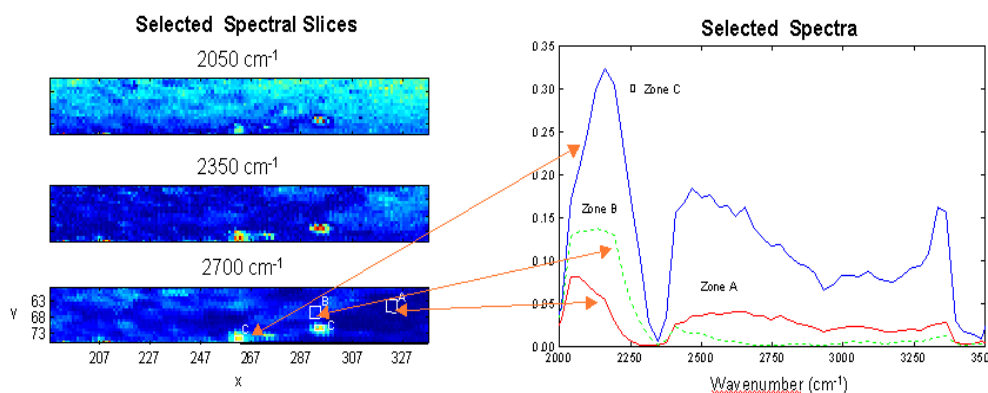 Selected Spectral Slices
2050 cm-1
2350 cm-1
2700 cm-1
B
A
C
C
Y
63
68
73
207
227
247
267
287
307
327
X
Selected Spectra
0.35
0.30
0.25
0.20
0.15
0.10
0.05
0.00
Zone C
Zone B
Zone A
2000
2250
2500
2750
3000
3250
350
Wavenumber (cm-1)